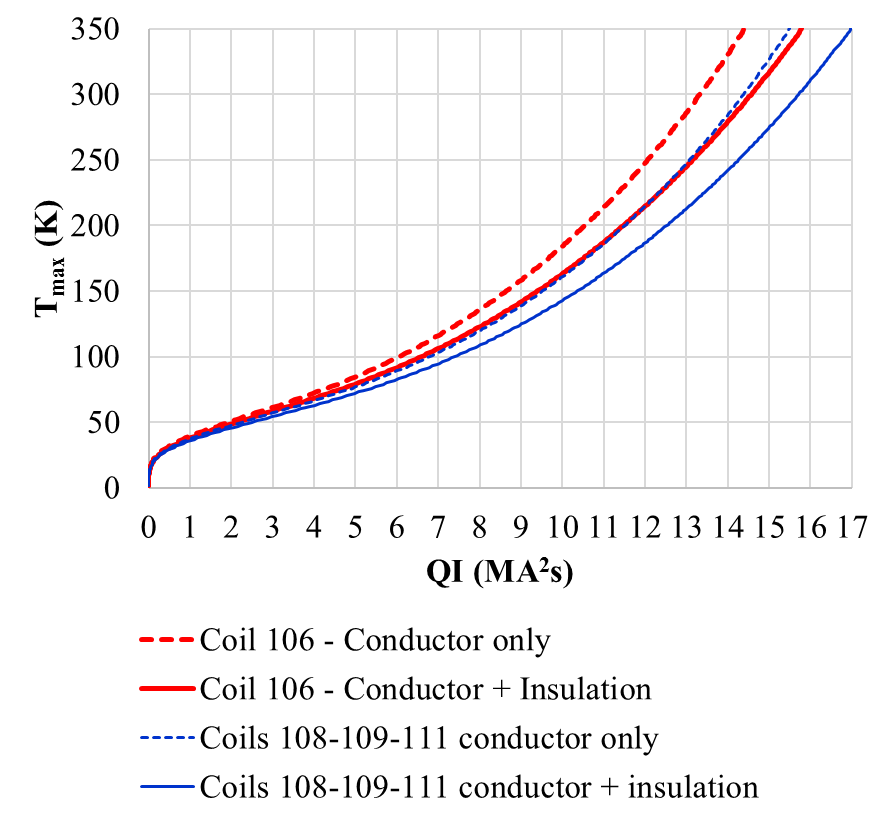 350
300
250
200
150
100
50
0
T_max (K)
0 1 2 3 4 5 6 7 8 9 10 11 12 13 14 15 16 17
QI (MA²s)
Coil 106 - Conductor only
Coil 106 - Conductor + Insulation
Coils 108-109-111 conductor only
Coils 108-109-111 conductor + insulation